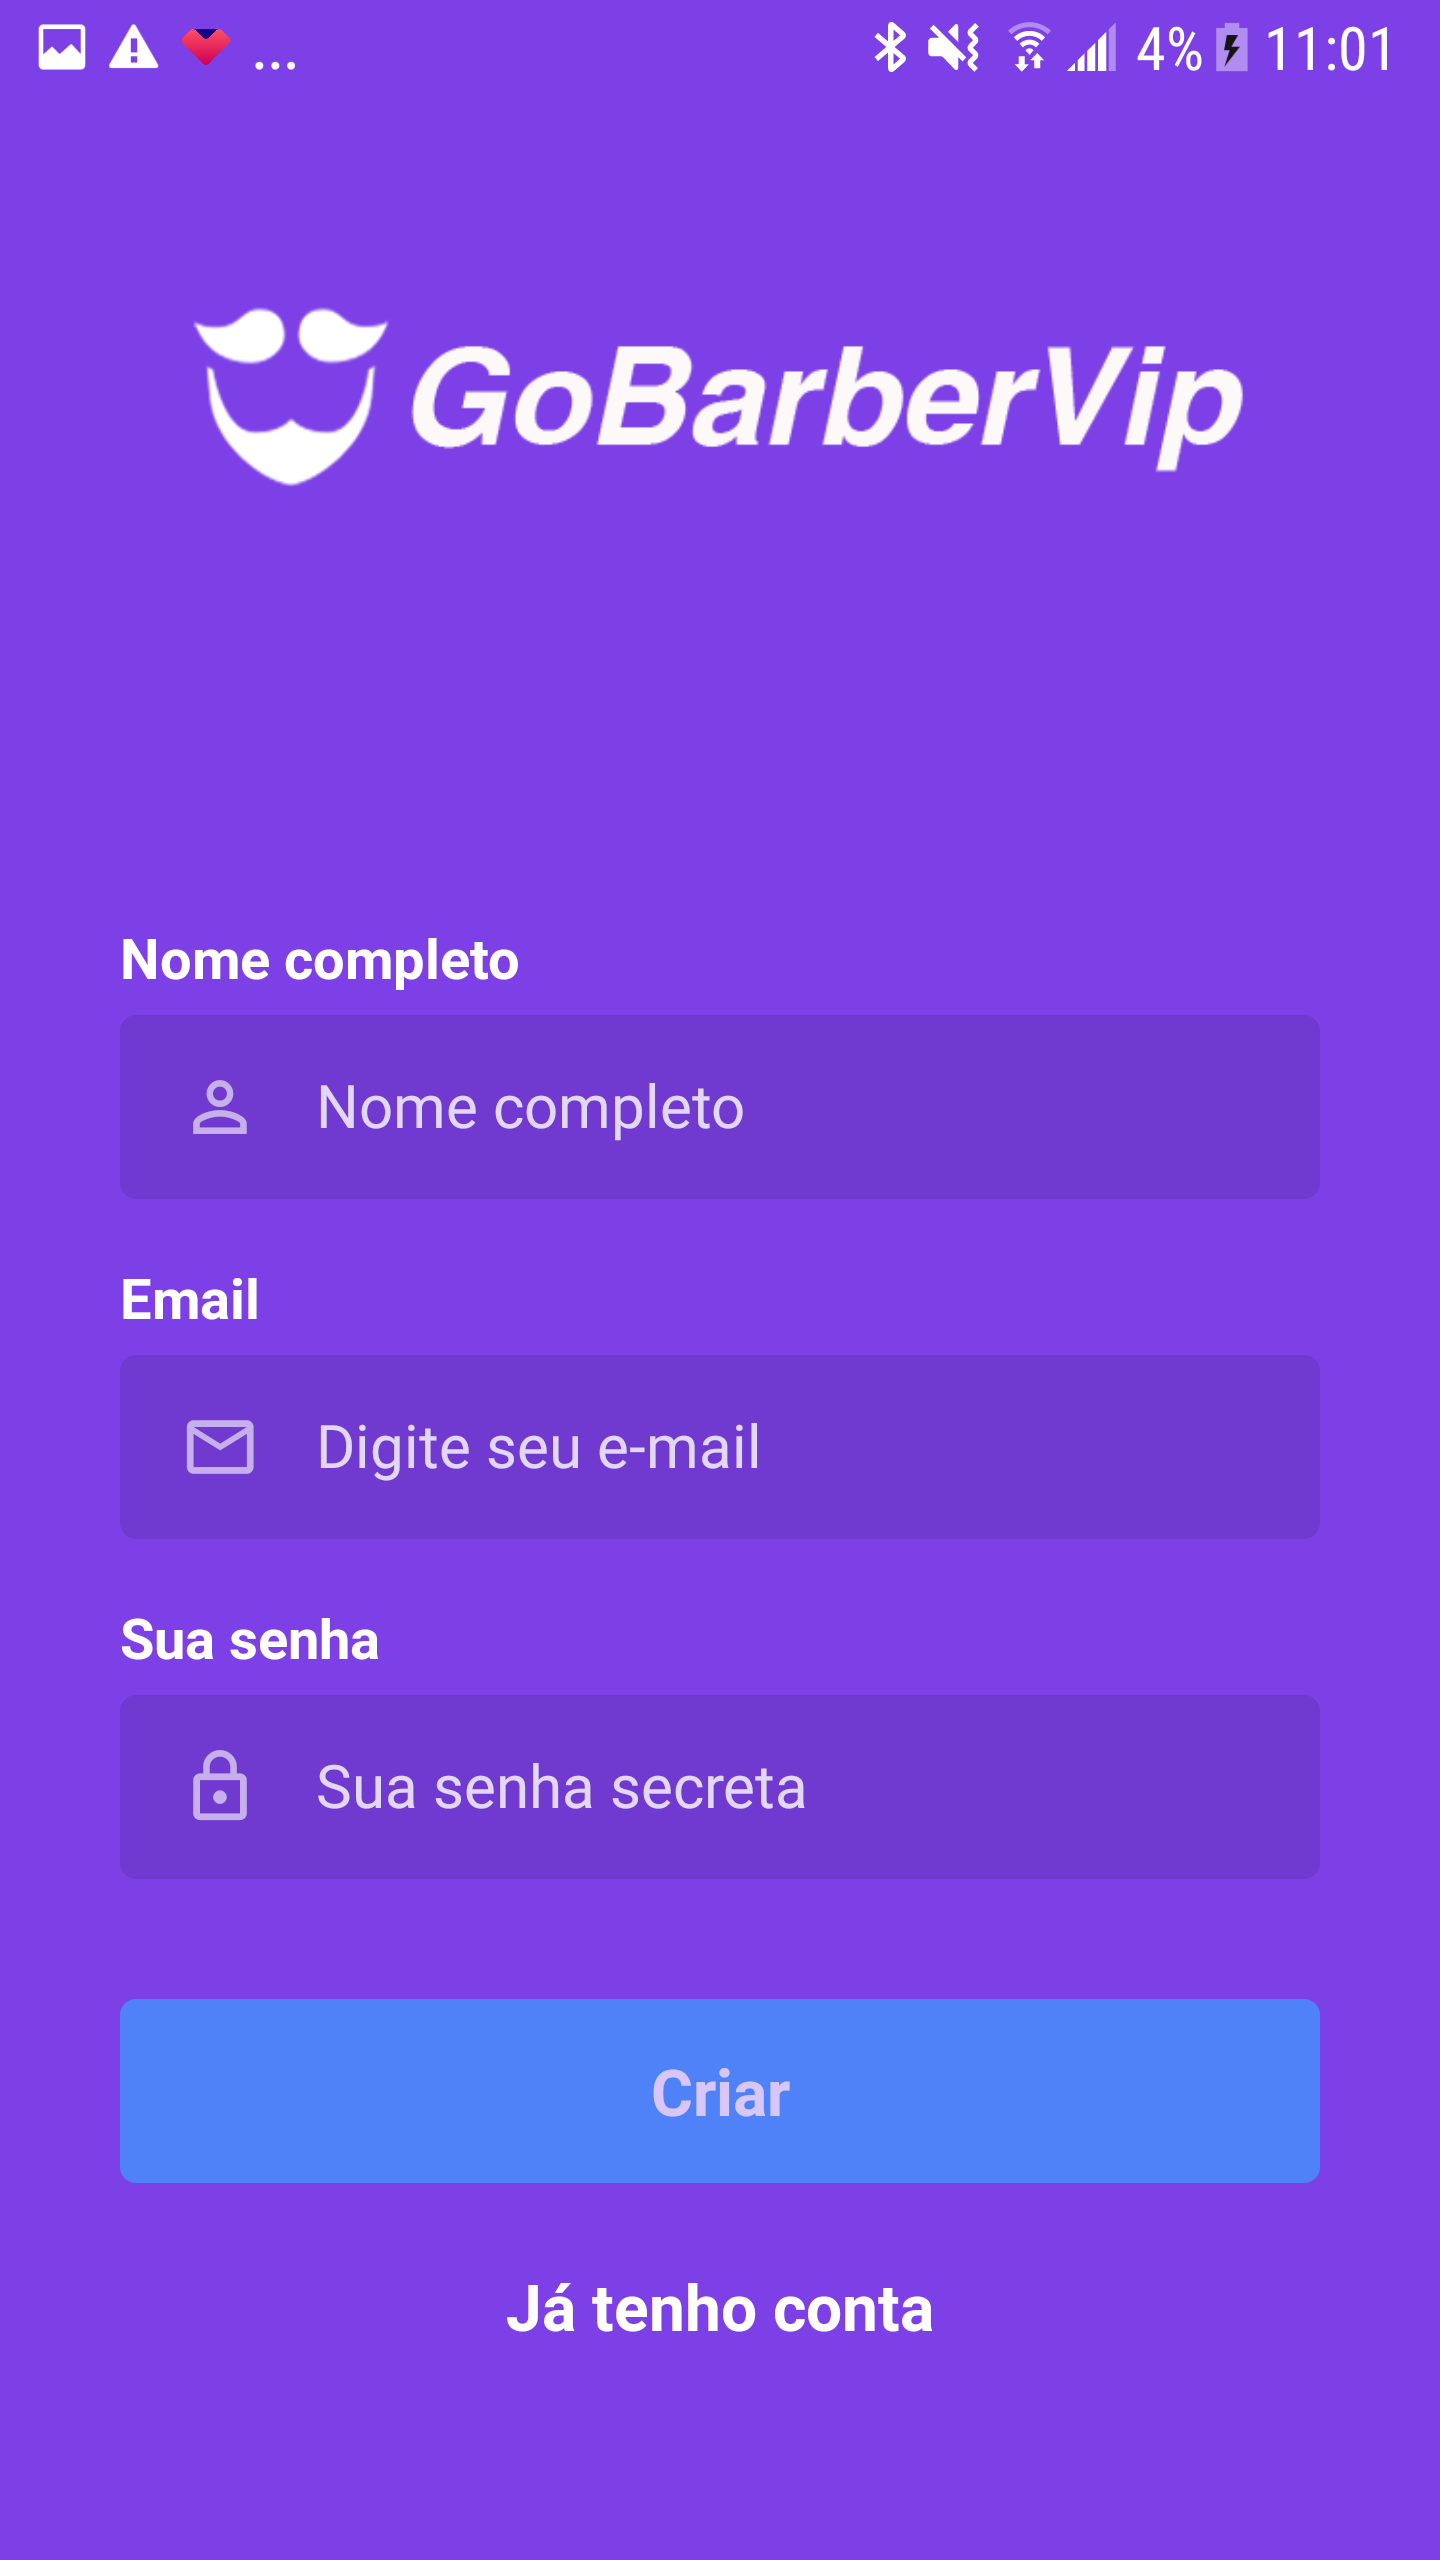 ... 4% 11:01
GoBarberVip
Nome completo
Nome completo
Email
Digite seu e-mail
Sua senha
Sua senha secreta
Criar
Já tenho conta